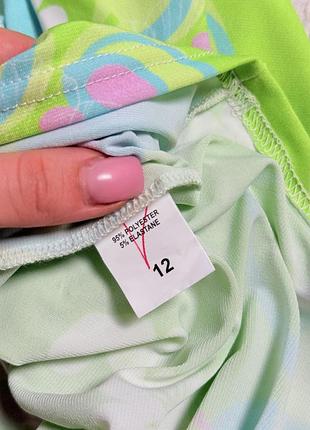 95% POLYESTER
5% ELASTANE
12